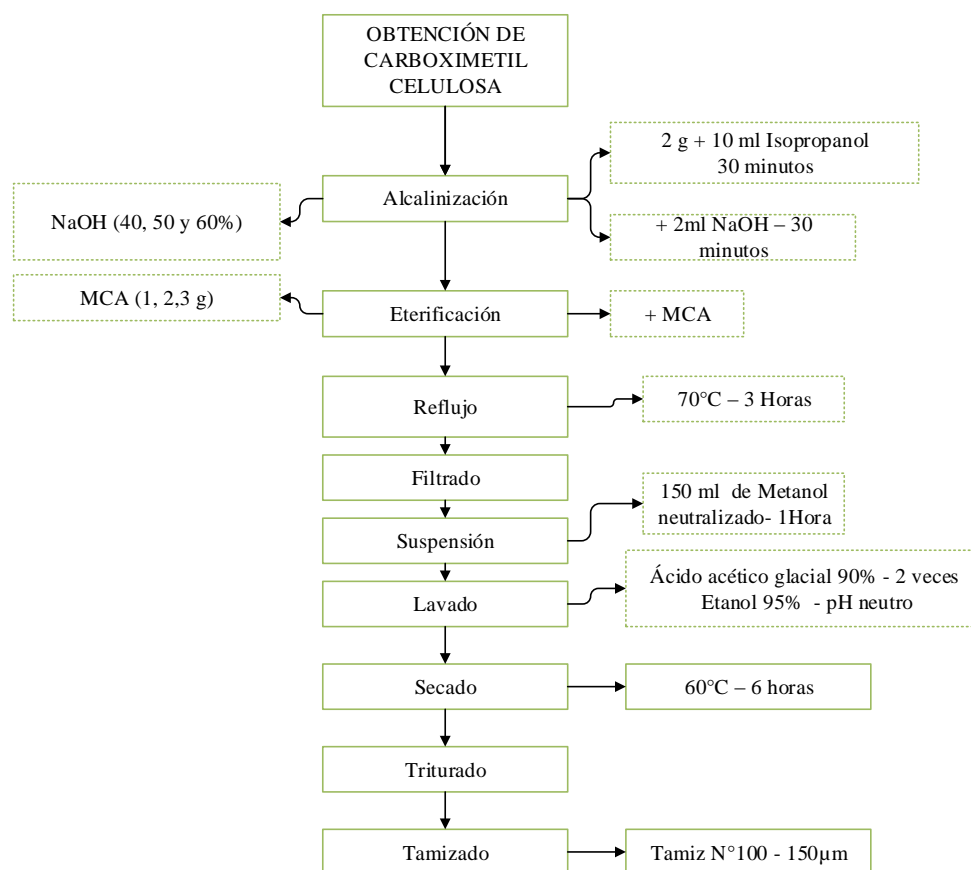 OBTENCIÓN DE
CARBOXIMETIL
CELULOSA
2 g + 10 ml Isopropanol
30 minutos
Alcalinización
NaOH (40, 50 y 60%)
+ 2ml NaOH – 30
minutos
MCA (1, 2,3 g)
Eterificación
+ MCA
Reflujo
70°C – 3 Horas
Filtrado
150 ml de Metanol
neutralizado- 1Hora
Suspensión
Ácido acético glacial 90% - 2 veces
Etanol 95% - pH neutro
Lavado
Secado
60°C – 6 horas
Triturado
Tamizado
Tamiz N°100 - 150µm